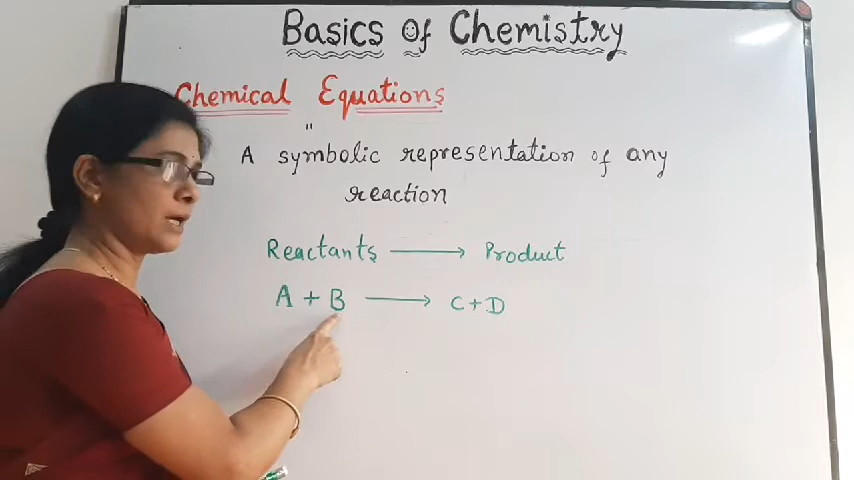 Basics of Chemistry
Chemical Equations
"
A symbolic representation of any
reaction
Reactants ⟶ Product
A + B ⟶ C + D